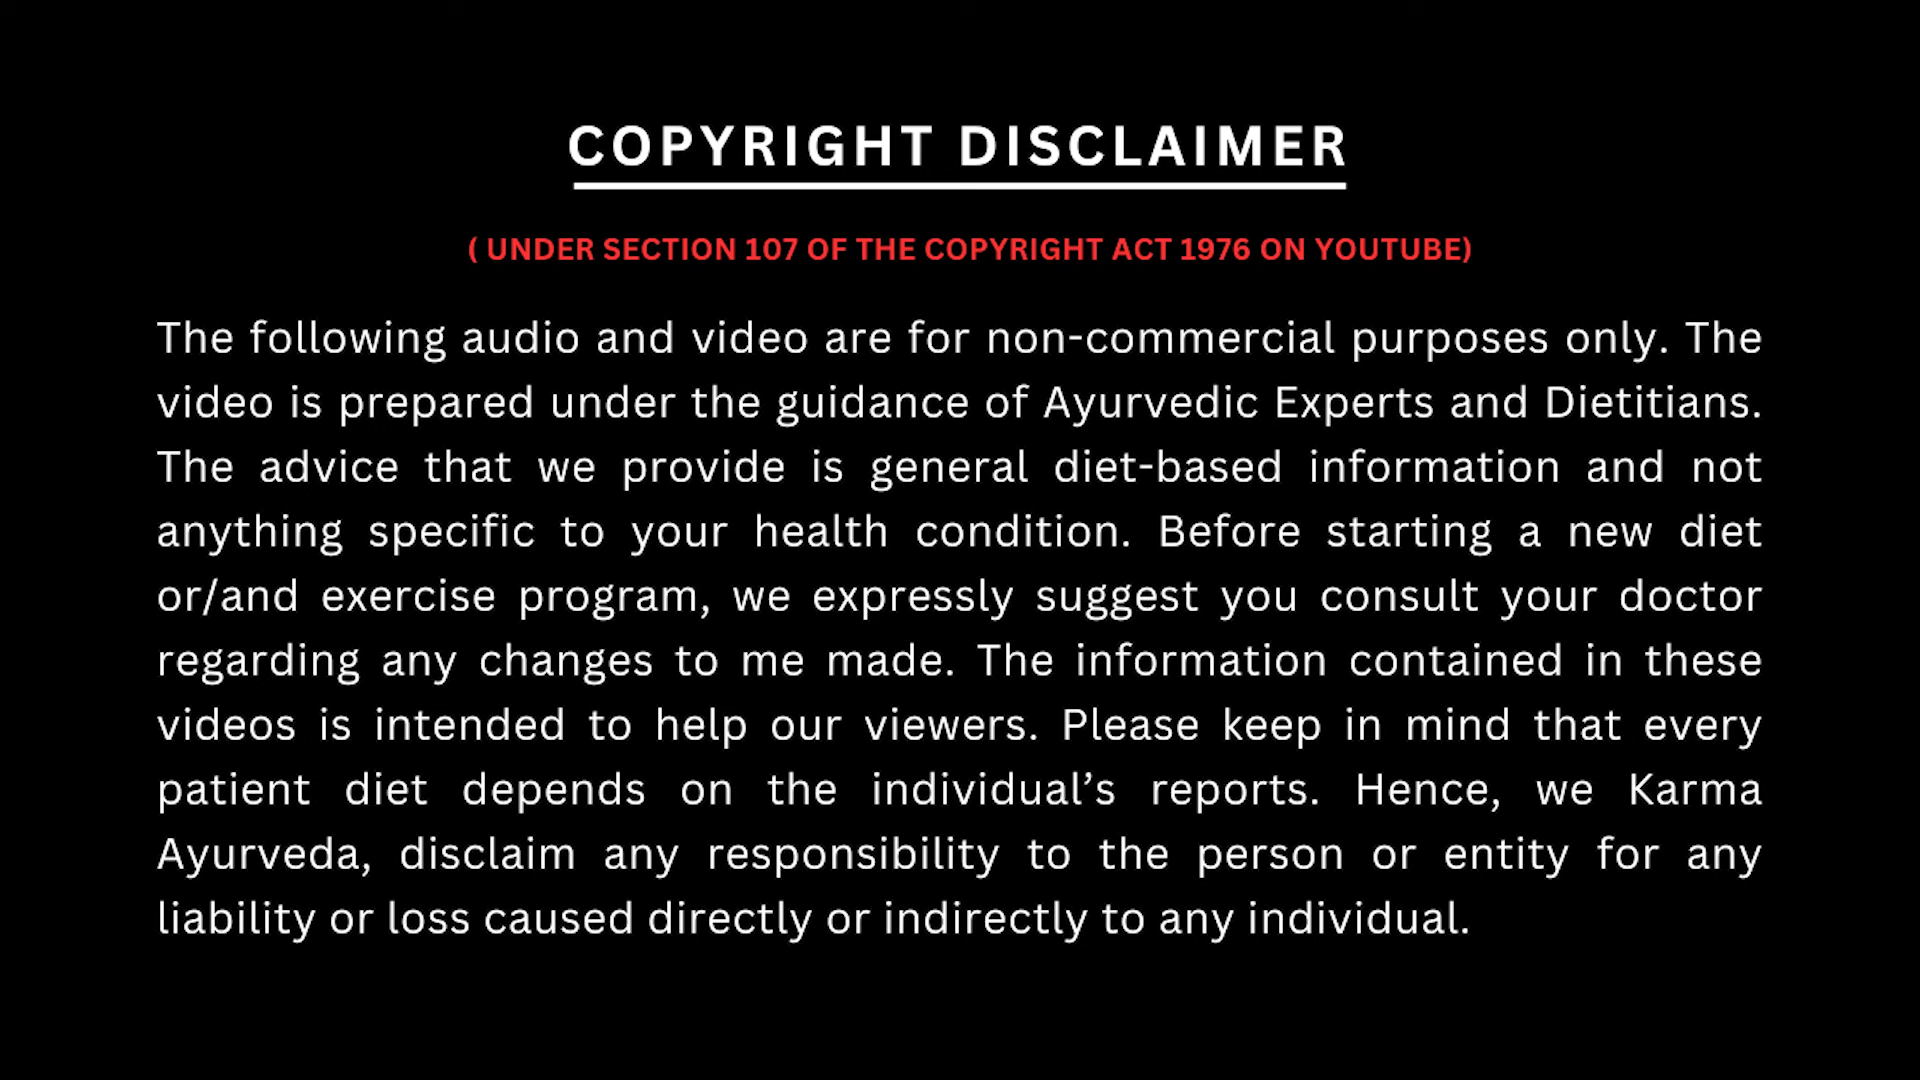 COPYRIGHT DISCLAIMER
( UNDER SECTION 107 OF THE COPYRIGHT ACT 1976 ON YOUTUBE)
The following audio and video are for non-commercial purposes only. The
video is prepared under the guidance of Ayurvedic Experts and Dietitians.
The advice that we provide is general diet-based information and not
anything specific to your health condition. Before starting a new diet
or/and exercise program, we expressly suggest you consult your doctor
regarding any changes to me made. The information contained in these
videos is intended to help our viewers. Please keep in mind that every
patient diet depends on the individual’s reports. Hence, we Karma
Ayurveda, disclaim any responsibility to the person or entity for any
liability or loss caused directly or indirectly to any individual.